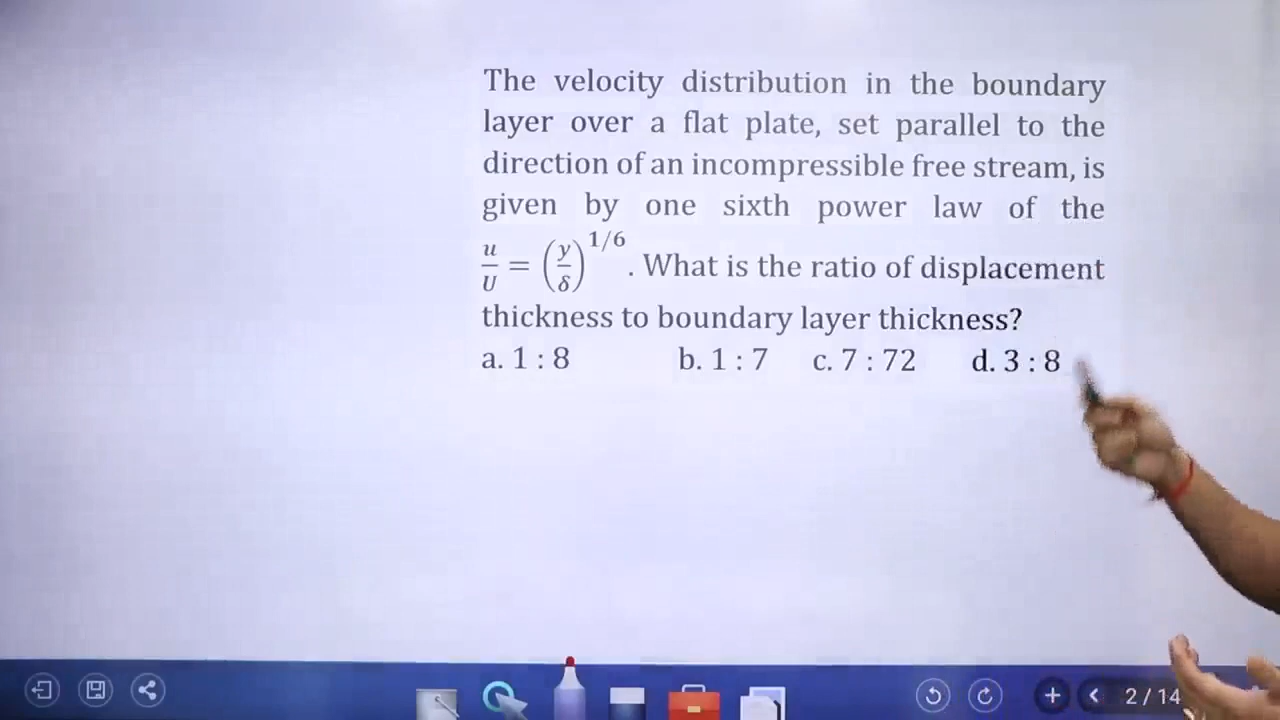 The velocity distribution in the boundary
layer over a flat plate, set parallel to the
direction of an incompressible free stream, is
given by one sixth power law of the
u/U = (y/δ)^1/6. What is the ratio of displacement
thickness to boundary layer thickness?
a. 1 : 8 b. 1 : 7 c. 7 : 72 d. 3 : 8
2 / 14